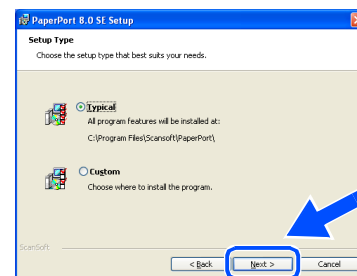 PaperPort 8.0 SE Setup
Setup Type
Choose the setup type that best suits your needs.
Typical
All program features will be installed at:
C:\Program Files\Scansoft\PaperPort\
Custom
Choose where to install the program.
ScanSoft
< Back
Next >
Cancel